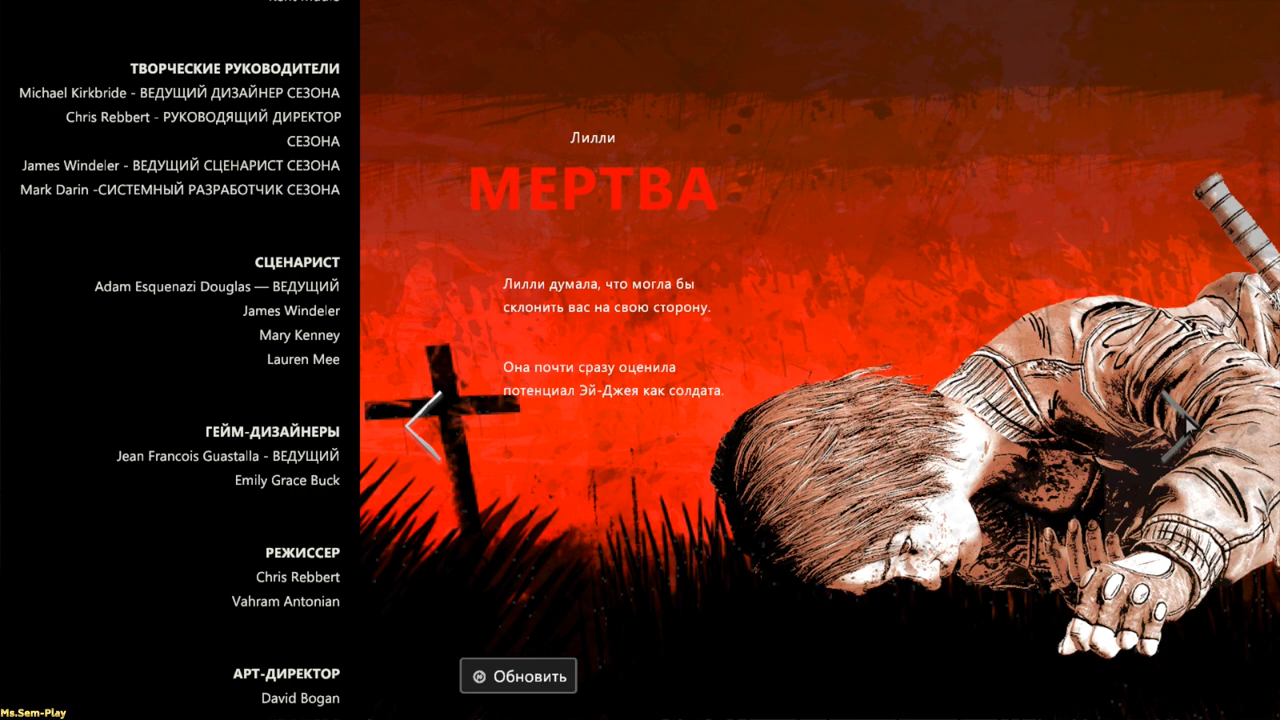 ТВОРЧЕСКИЕ РУКОВОДИТЕЛИ
Michael Kirkbride - ВЕДУЩИЙ ДИЗАЙНЕР СЕЗОНА
Chris Rebbert - РУКОВОДЯЩИЙ ДИРЕКТОР
СЕЗОНА
James Windeler - ВЕДУЩИЙ СЦЕНАРИСТ СЕЗОНА
Mark Darin -СИСТЕМНЫЙ РАЗРАБОТЧИК СЕЗОНА
СЦЕНАРИСТ
Adam Esquenazi Douglas — ВЕДУЩИЙ
James Windeler
Mary Kenney
Lauren Mee
ГЕЙМ-ДИЗАЙНЕРЫ
Jean Francois Guastalla - ВЕДУЩИЙ
Emily Grace Buck
РЕЖИССЕР
Chris Rebbert
Vahram Antonian
АРТ-ДИРЕКТОР
David Bogan
Лилли
МЕРТВА
Лилли думала, что могла бы
склонить вас на свою сторону.
Она почти сразу оценила
потенциал Эй-Джея как солдата.
Обновить
Ms.Sem-Play